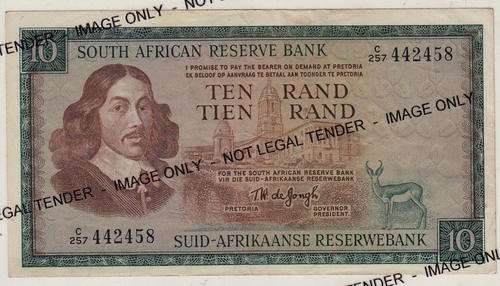 IMAGE ONLY - NOT LEGAL TENDER
10 SOUTH AFRICAN RESERVE BANK
I PROMISE TO PAY THE BEARER ON DEMAND AT PRETORIA
EK BELOOF OP AANVRAAG TE BETAAL AAN TOONDER TE PRETORIA
C/257 442458
TEN RAND
TIEN RAND
NOT LEGAL TENDER - IMAGE ONLY - NOT LEGAL TENDER - IMAGE ONLY
FOR THE SOUTH AFRICAN RESERVE BANK
VIR DIE SUID-AFRIKAANSE RESERWEBANK
TW de Jongh
PRETORIA GOVERNOR
PRESIDENT.
C/257 442458
SUID-AFRIKAANSE RESERWEBANK 10
LEGAL TENDER - IMAGE ONLY